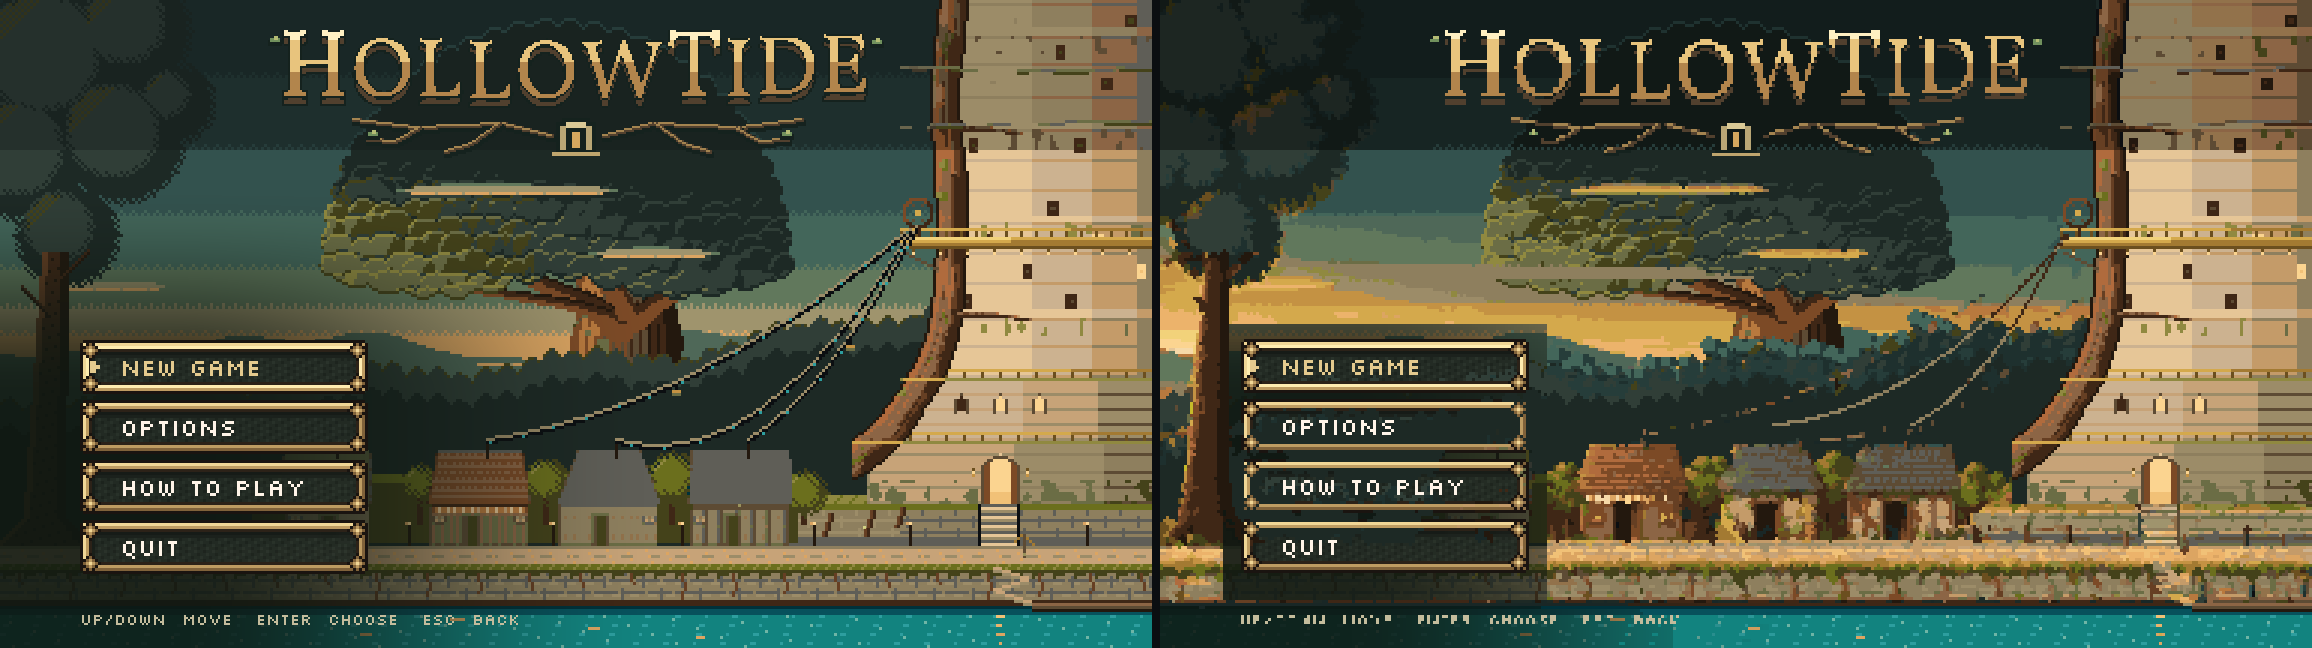 HOLLOWTIDE
NEW GAME
OPTIONS
HOW TO PLAY
QUIT
UP/DOWN MOVE ENTER CHOOSE ESC BACK
HOLLOWTIDE
NEW GAME
OPTIONS
HOW TO PLAY
QUIT
CHOOSE